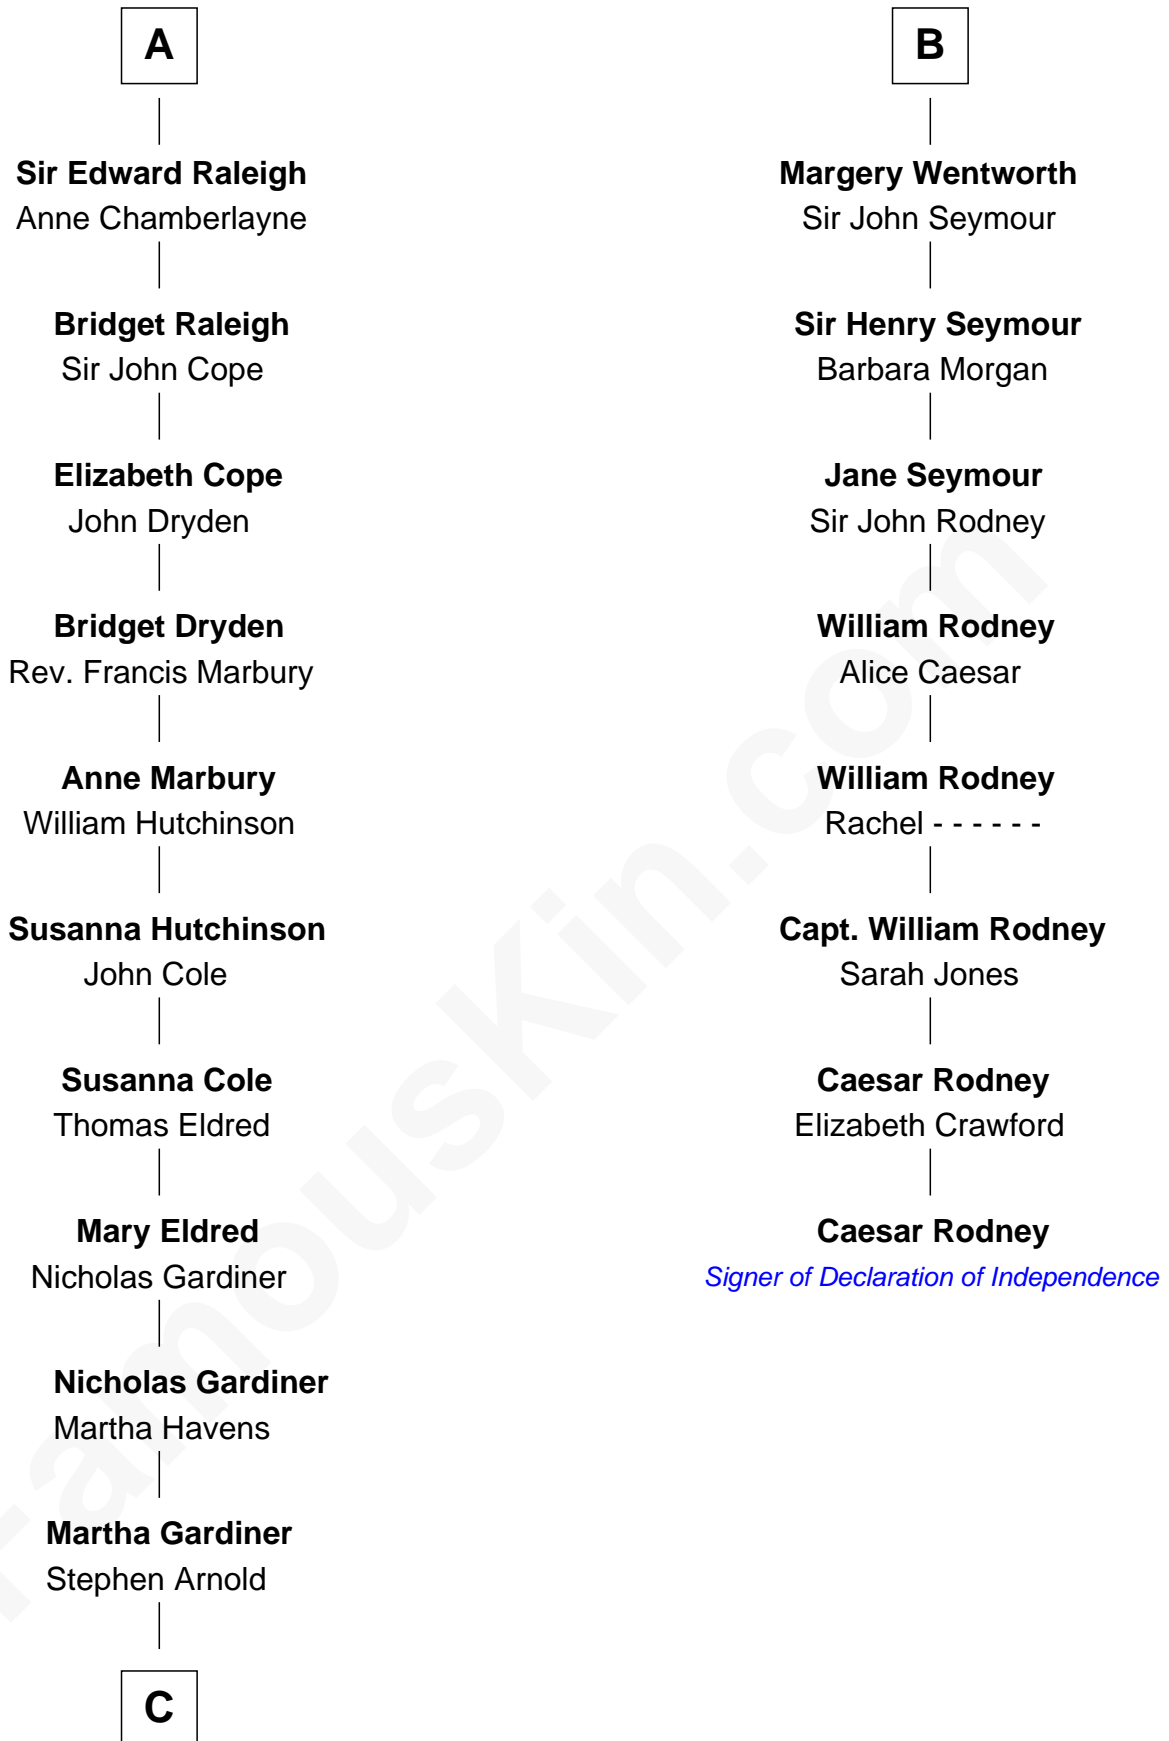 A
Sir Edward Raleigh
Anne Chamberlayne
Bridget Raleigh
Sir John Cope
Elizabeth Cope
John Dryden
Bridget Dryden
Rev. Francis Marbury
Anne Marbury
William Hutchinson
Susanna Hutchinson
John Cole
Susanna Cole
Thomas Eldred
Mary Eldred
Nicholas Gardiner
Nicholas Gardiner
Martha Havens
Martha Gardiner
Stephen Arnold
C
B
Margery Wentworth
Sir John Seymour
Sir Henry Seymour
Barbara Morgan
Jane Seymour
Sir John Rodney
William Rodney
Alice Caesar
William Rodney
Rachel - - - - - -
Capt. William Rodney
Sarah Jones
Caesar Rodney
Elizabeth Crawford
Caesar Rodney
Signer of Declaration of Independence
FamousKin.com